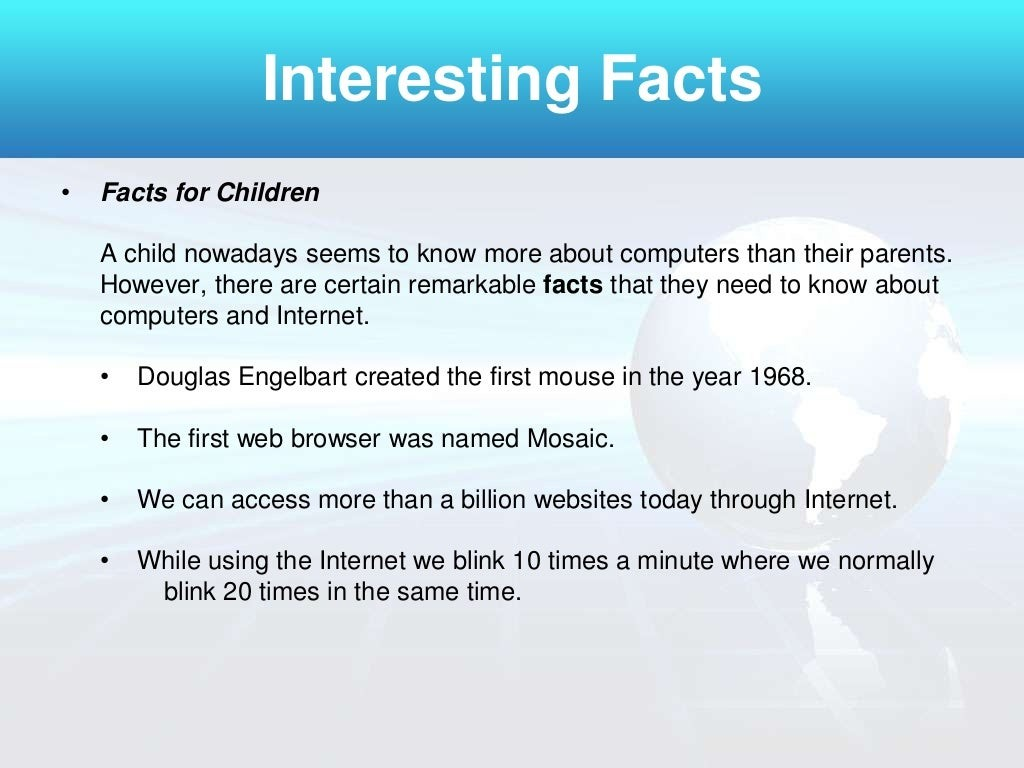 Interesting Facts
• Facts for Children
A child nowadays seems to know more about computers than their parents.
However, there are certain remarkable facts that they need to know about
computers and Internet.
• Douglas Engelbart created the first mouse in the year 1968.
• The first web browser was named Mosaic.
• We can access more than a billion websites today through Internet.
• While using the Internet we blink 10 times a minute where we normally
blink 20 times in the same time.